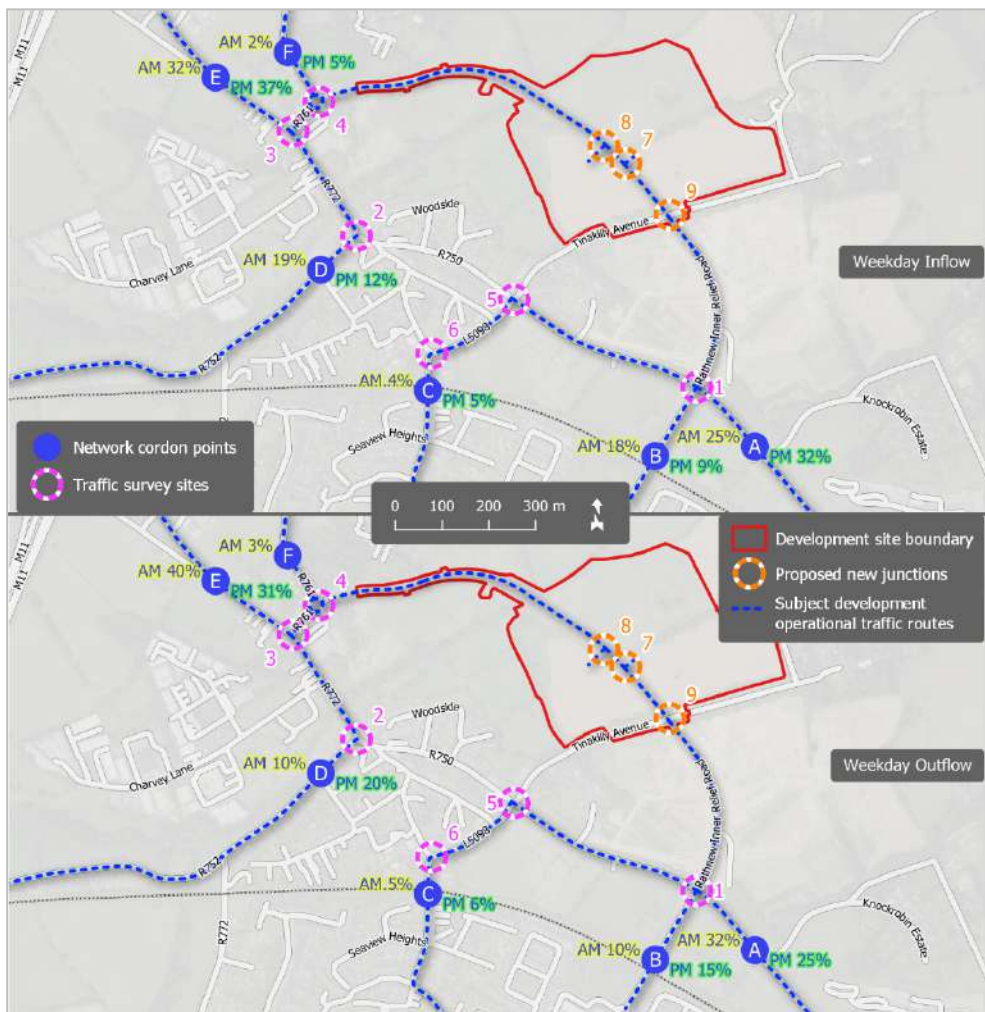 M11
M11
AM 2%
F
PM 5%
AM 32%
E
PM 37%
R761
4
3
8
7
9
R772
2
Woodside
R750
Tinakilly Avenue
Charvey Lane
AM 19%
D
PM 12%
Weekday Inflow
5
6
L5099
R752
Rathnew Inner Relief Road
R772
AM 4%
C
PM 5%
1
Knockrobin Estate
Seaview Heights
AM 18%
B
PM 9%
AM 25%
A
PM 32%
Network cordon points
Traffic survey sites
0 100 200 300 m
Development site boundary
Proposed new junctions
Subject development
operational traffic routes
M11
M11
AM 3%
F
AM 40%
E
PM 31%
R761
R761
4
3
8
7
9
R772
2
Woodside
R750
Tinakilly Avenue
Charvey Lane
AM 10%
D
PM 20%
Weekday Outflow
5
6
L5099
R752
Rathnew Inner Relief Road
R772
AM 5%
C
PM 6%
1
Knockrobin Estate
Seaview Heights
AM 10%
B
PM 15%
AM 32%
A
PM 25%